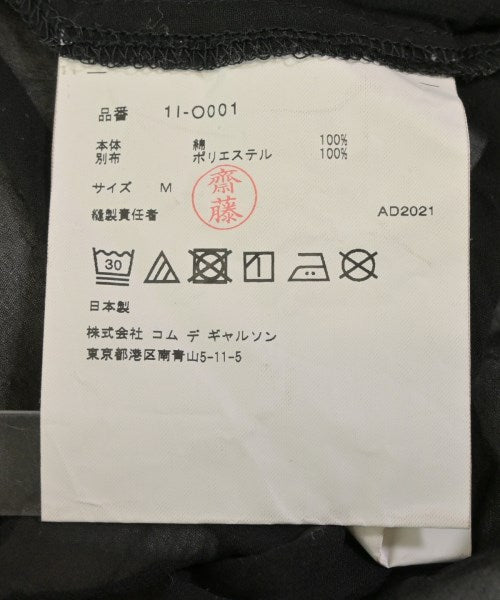 品番 1I-O001
本体 綿 100%
別布 ポリエステル 100%
サイズ M
齋藤
縫製責任者 AD2021
30
日本製
株式会社 コム デ ギャルソン
東京都港区南青山5-11-5